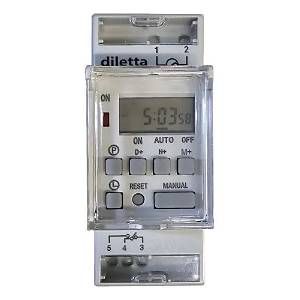 1 2
diletta
ON
5:03 58
ON AUTO OFF
P D+ H+ M+
L RESET MANUAL
5 4 3